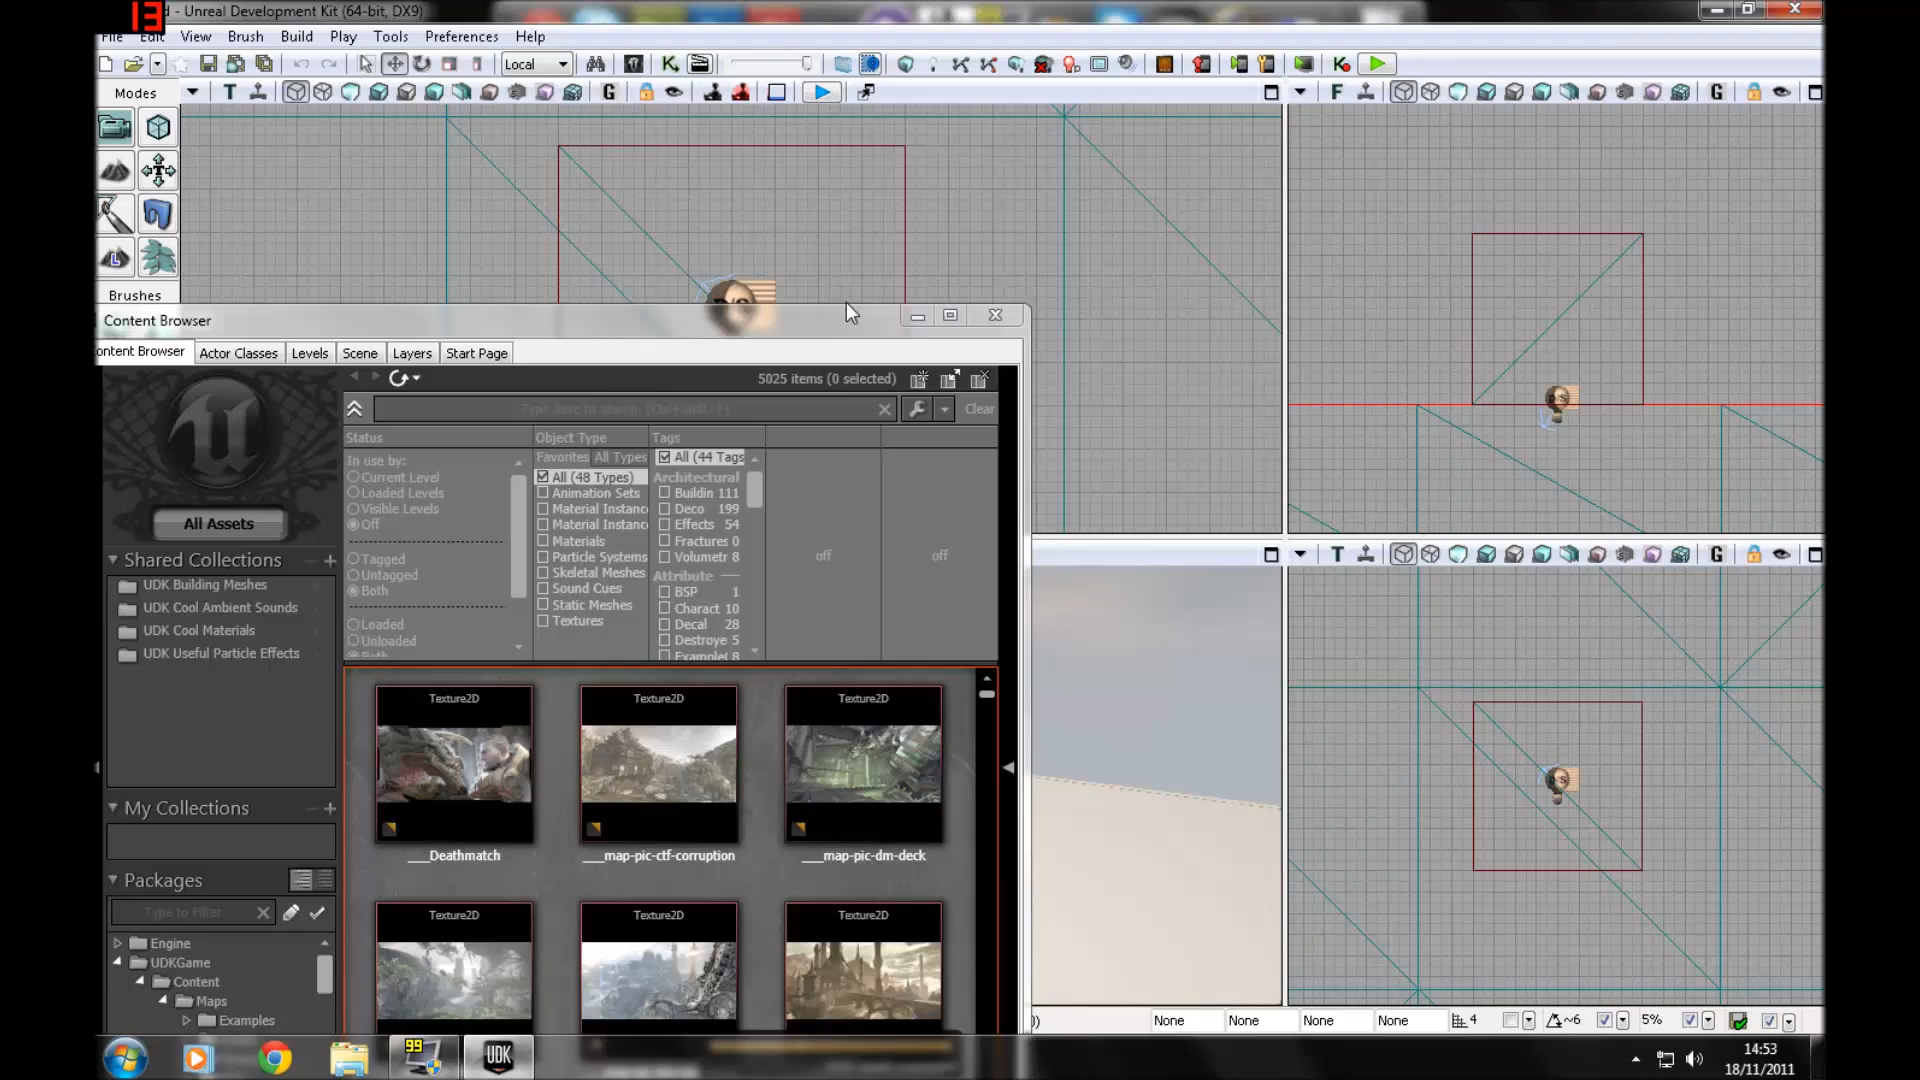 13
d - Unreal Development Kit (64-bit, DX9)
File Edit View Brush Build Play Tools Preferences Help
Local
Modes
T
G
F
G
Brushes
Content Browser
ontent Browser Actor Classes Levels Scene Layers Start Page
5025 items (0 selected)
Type here to search (Ctrl+Shift+F)
Clear
Status
Object Type
Tags
In use by:
Current Level
Loaded Levels
Visible Levels
Off
Tagged
Untagged
Both
Loaded
Unloaded
Both
Favorites All Types
All (48 Types)
Animation Sets
Material Instanc
Material Instanc
Materials
Particle Systems
Skeletal Meshes
Sound Cues
Static Meshes
Textures
All (44 Tags
Architectural
Buildin 111
Deco 199
Effects 54
Fractures 0
Volumetr 8
Attribute
BSP 1
Charact 10
Decal 28
Destroye 5
Example( 8
off
off
All Assets
Shared Collections
UDK Building Meshes
UDK Cool Ambient Sounds
UDK Cool Materials
UDK Useful Particle Effects
My Collections
Packages
Type to Filter
Engine
UDKGame
Content
Maps
Examples
Texture2D
Texture2D
Texture2D
___Deathmatch
___map-pic-ctf-corruption
___map-pic-dm-deck
Texture2D
Texture2D
Texture2D
T
G
None None None None 4 ~6 5%
99
UDK
14:53
18/11/2011